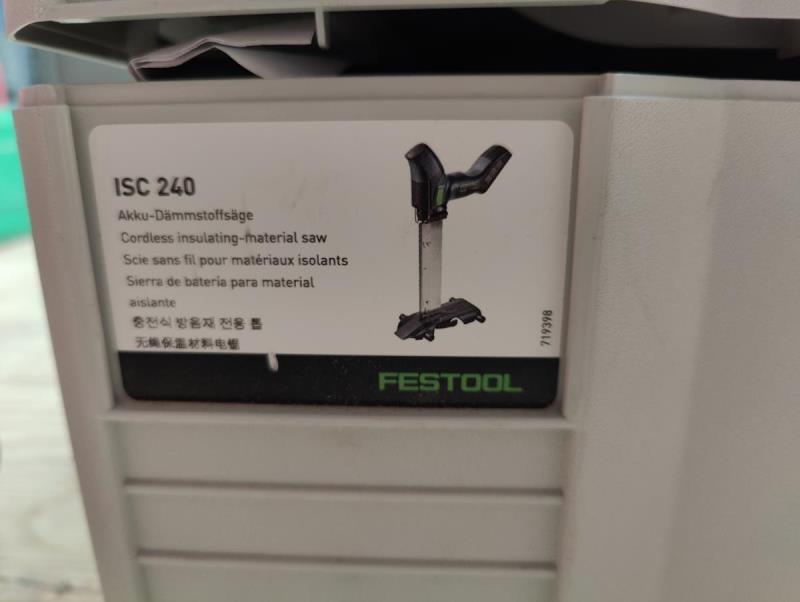 ISC 240
Akku-Dämmstoffsäge
Cordless insulating-material saw
Scie sans fil pour matériaux isolants
Sierra de batería para material
aislante
충전식 방음재 전용 톱
无绳保温材料电锯
719398
FESTOOL